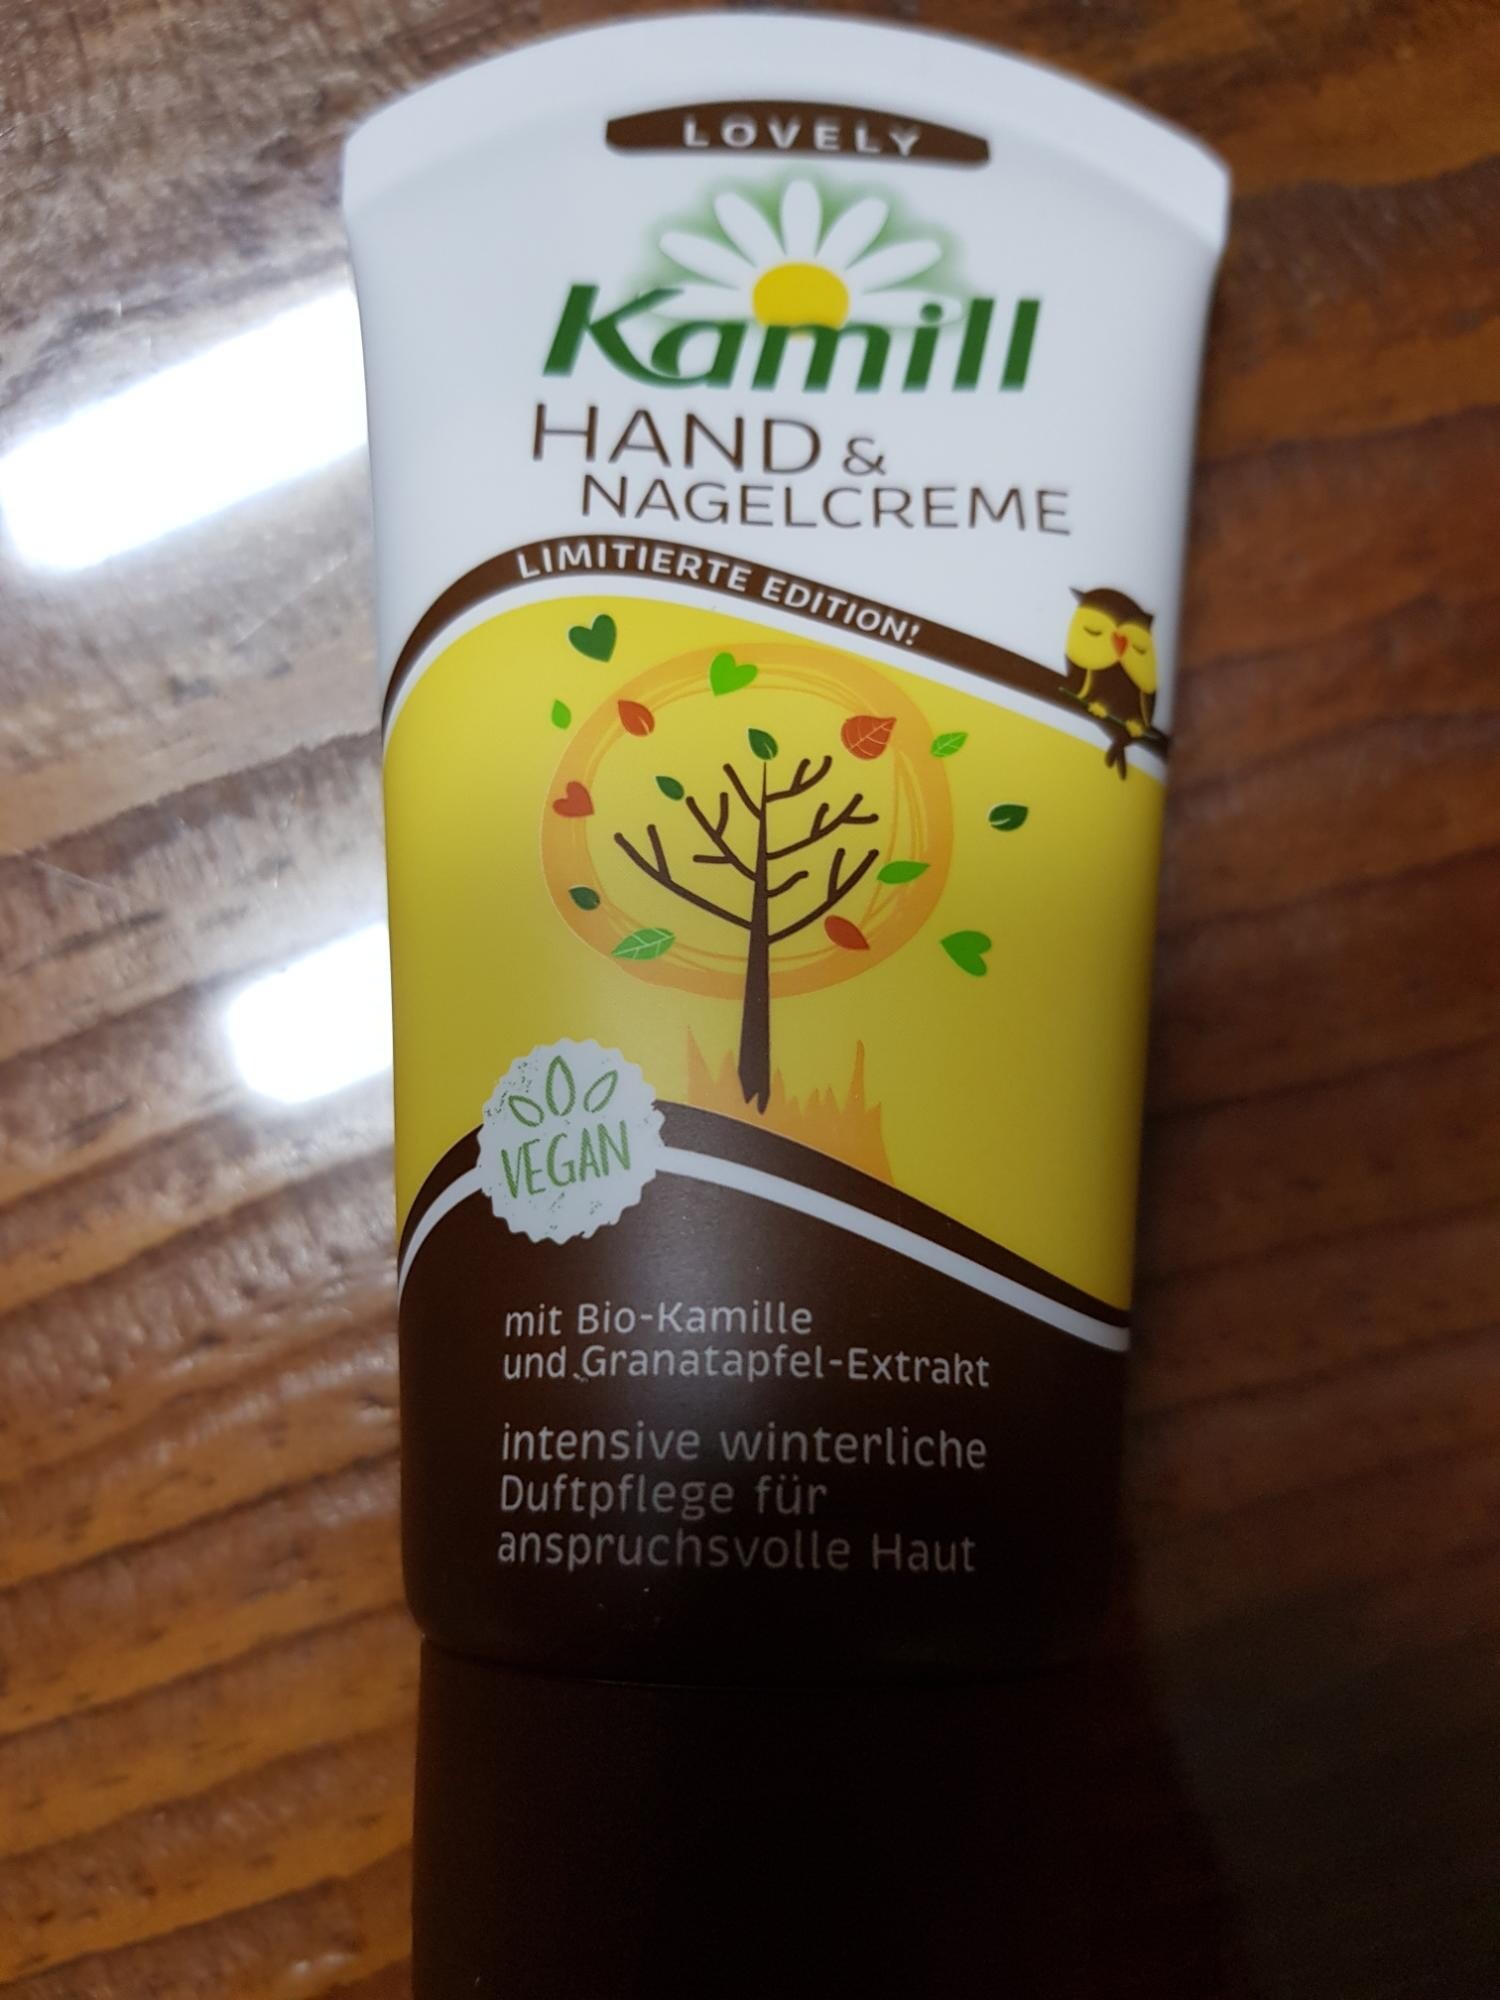 LOVELY
Kamill
HAND &
NAGELCREME
LIMITIERTE EDITION!
VEGAN
mit Bio-Kamille
und Granatapfel-Extrakt
intensive winterliche
Duftpflege für
anspruchsvolle Haut